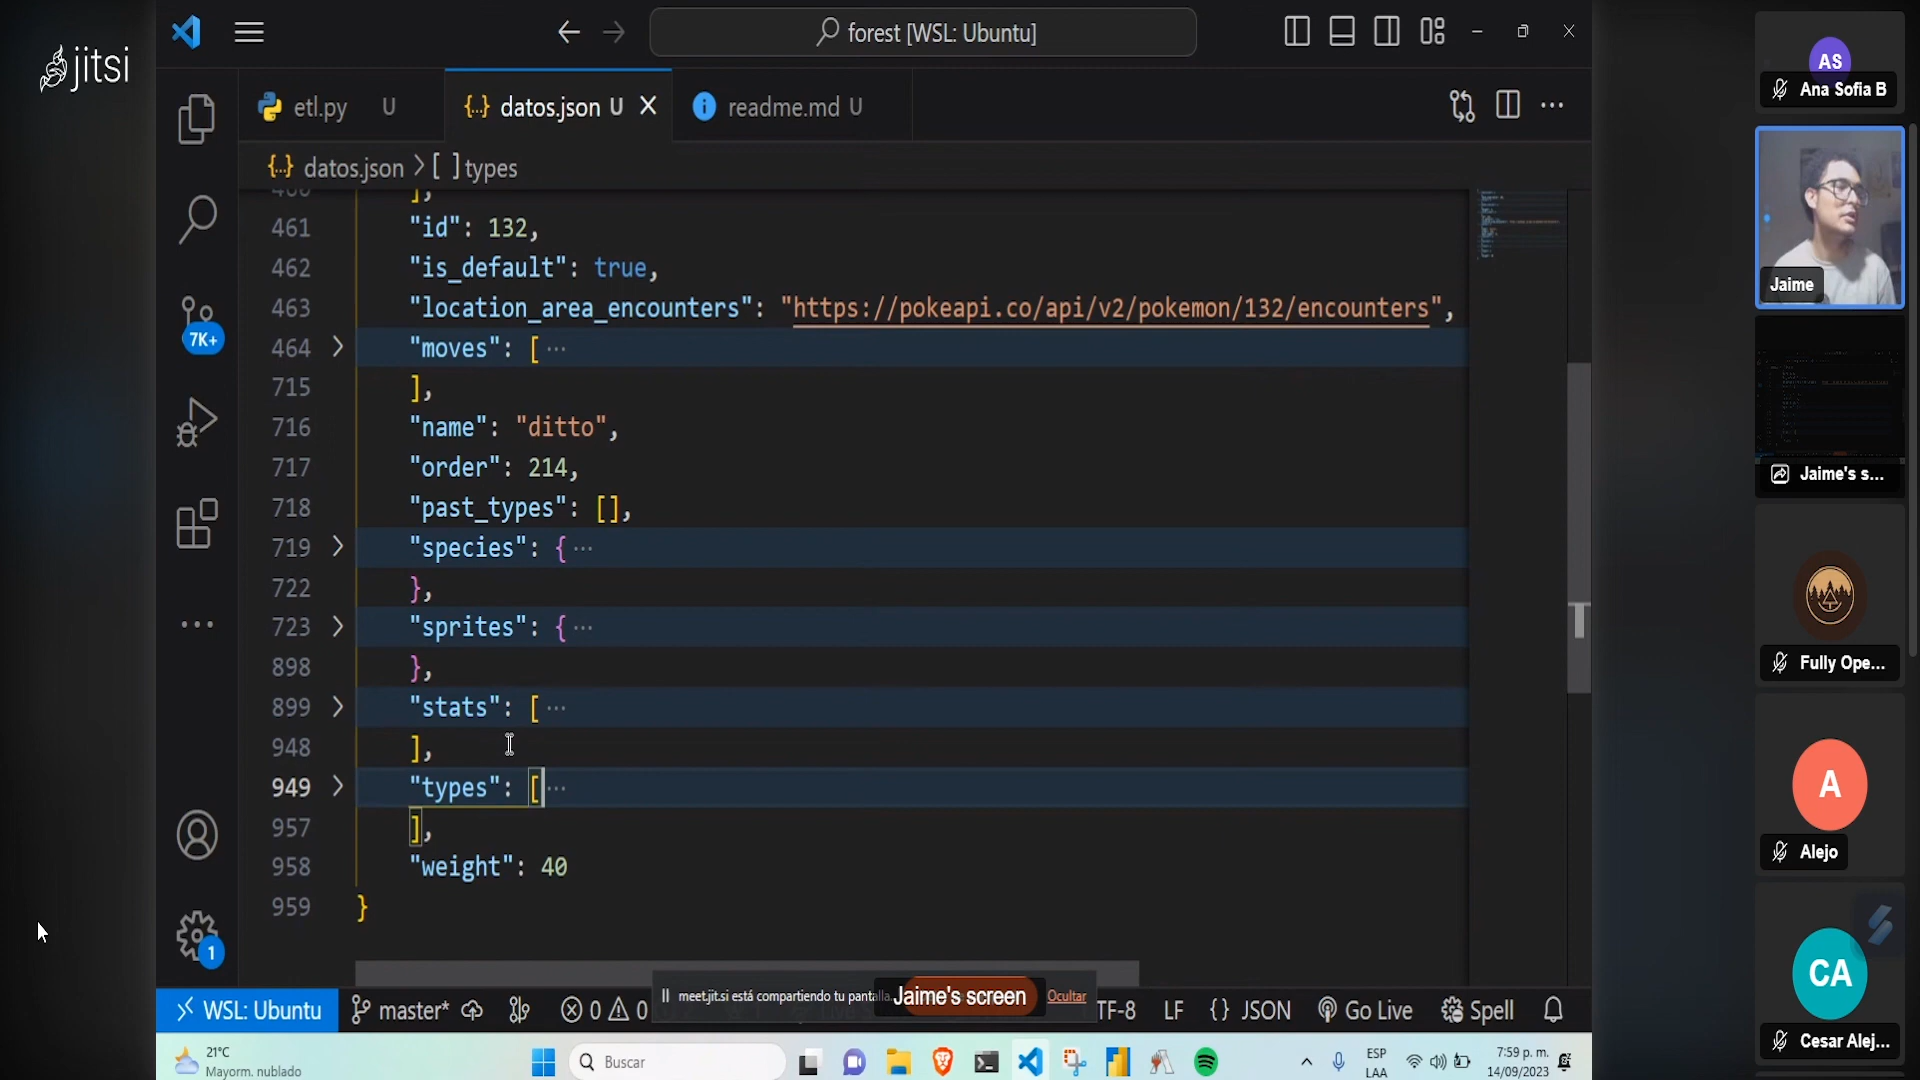 jitsi
forest [WSL: Ubuntu]
etl.py U
{..} datos.json U
readme.md U
{..} datos.json > [ ] types
460 ],
461 "id": 132,
462 "is_default": true,
463 "location_area_encounters": "https://pokeapi.co/api/v2/pokemon/132/encounters",
464 "moves": [ ···
715 ],
716 "name": "ditto",
717 "order": 214,
718 "past_types": [],
719 "species": { ···
722 },
723 "sprites": { ···
898 },
899 "stats": [ ···
948 ],
949 "types": [ ···
957 ],
958 "weight": 40
959 }
7K+
1
WSL: Ubuntu
master*
0
0
meet.jit.si está compartiendo tu pantalla.
Jaime's screen
Ocultar
TF-8
LF
{} JSON
Go Live
Spell
21°C
Mayorm. nublado
Buscar
ESP
LAA
7:59 p. m.
14/09/2023
AS
Ana Sofia B
Jaime
Jaime's s...
Fully Ope...
A
Alejo
CA
Cesar Alej...